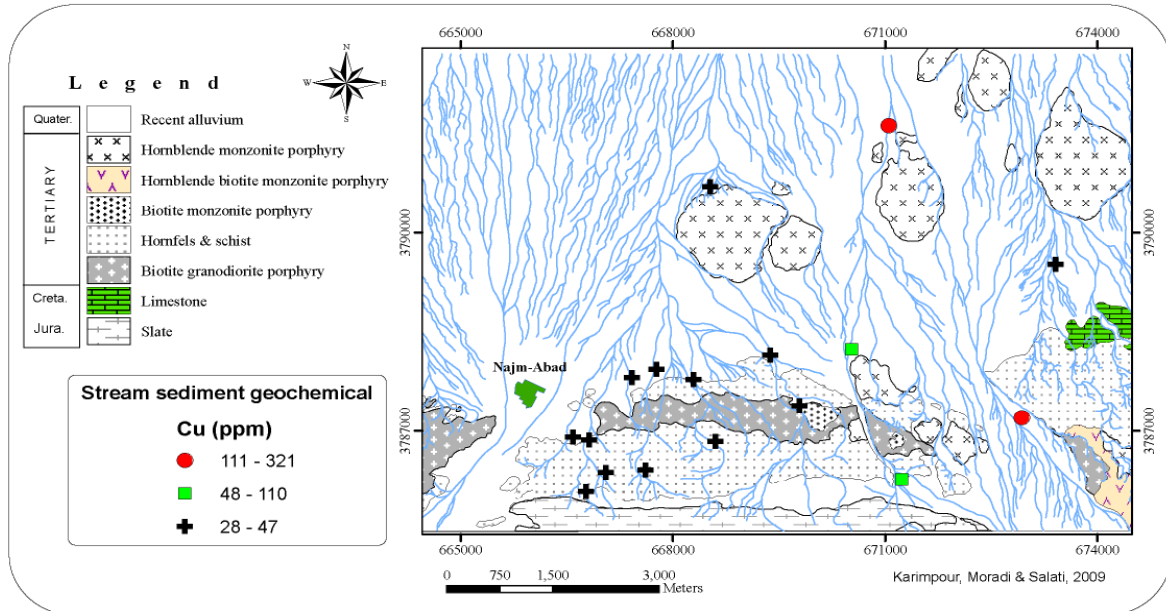 665000 668000 671000 674000
N
W E
S
L e g e n d
Quater.
TERTIARY
Creta.
Jura.
Recent alluvium
Hornblende monzonite porphyry
Hornblende biotite monzonite porphyry
Biotite monzonite porphyry
Hornfels & schist
Biotite granodiorite porphyry
Limestone
Slate
3790000 3790000
Najm-Abad
3787000 3787000
Stream sediment geochemical
Cu (ppm)
111 - 321
48 - 110
28 - 47
665000 668000 671000 674000
0 750 1,500 3,000
Meters
Karimpour, Moradi & Salati, 2009